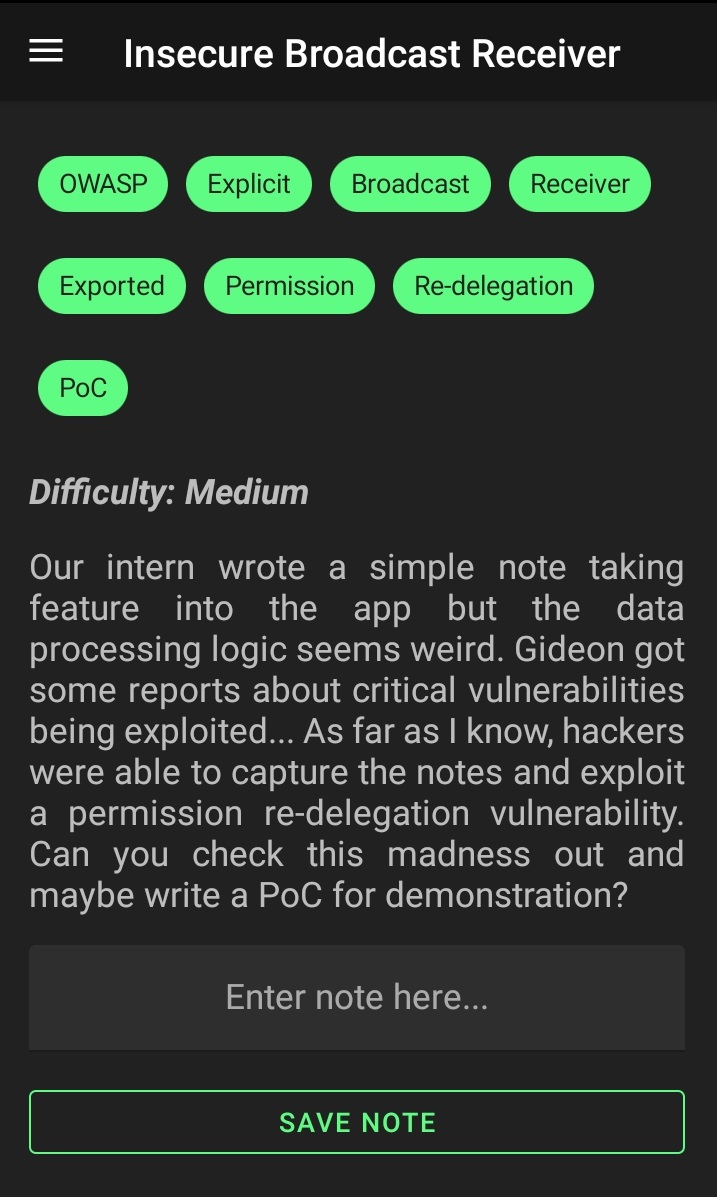 Insecure Broadcast Receiver
OWASP Explicit Broadcast Receiver
Exported Permission Re-delegation
PoC
Difficulty: Medium
Our intern wrote a simple note taking
feature into the app but the data
processing logic seems weird. Gideon got
some reports about critical vulnerabilities
being exploited... As far as I know, hackers
were able to capture the notes and exploit
a permission re-delegation vulnerability.
Can you check this madness out and
maybe write a PoC for demonstration?
Enter note here...
SAVE NOTE